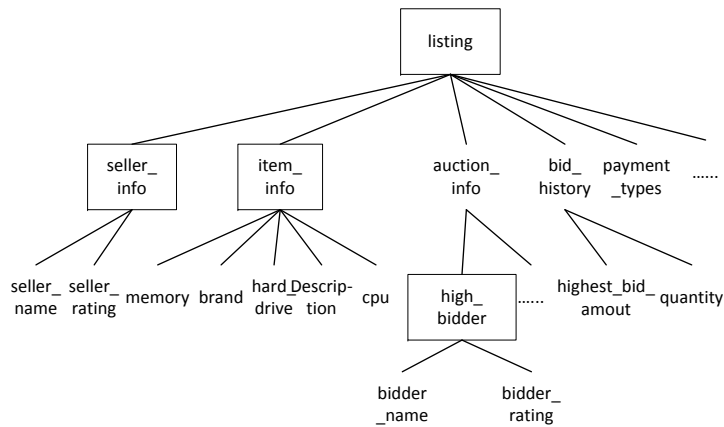 listing
seller_
info
item_
info
auction_
info
bid_
history
payment
_types
......
seller_
name
seller_
rating
memory
brand
hard_
drive
Descrip-
tion
cpu
high_
bidder
......
highest_bid_
amout
quantity
bidder
_name
bidder_
rating